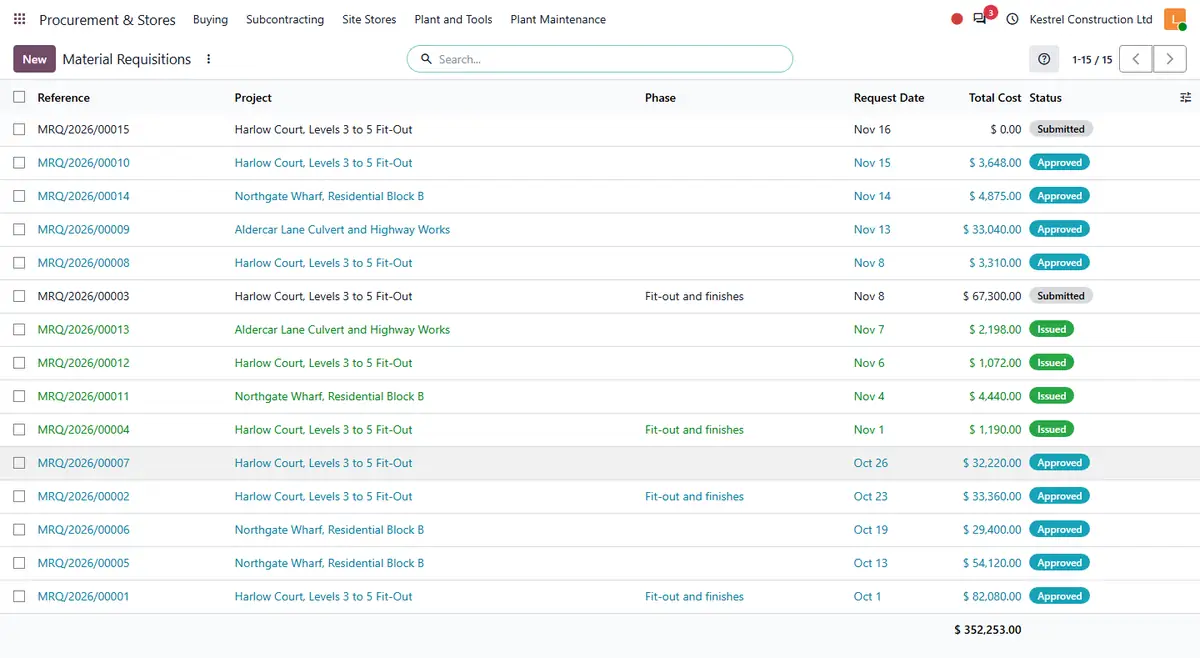 Procurement & Stores Buying Subcontracting Site Stores Plant and Tools Plant Maintenance 3 Kestrel Construction Ltd L
New Material Requisitions Search... 1-15 / 15
Reference Project Phase Request Date Total Cost Status
MRQ/2026/00015 Harlow Court, Levels 3 to 5 Fit-Out Nov 16 $ 0.00 Submitted
MRQ/2026/00010 Harlow Court, Levels 3 to 5 Fit-Out Nov 15 $ 3,648.00 Approved
MRQ/2026/00014 Northgate Wharf, Residential Block B Nov 14 $ 4,875.00 Approved
MRQ/2026/00009 Aldercar Lane Culvert and Highway Works Nov 13 $ 33,040.00 Approved
MRQ/2026/00008 Harlow Court, Levels 3 to 5 Fit-Out Nov 8 $ 3,310.00 Approved
MRQ/2026/00003 Harlow Court, Levels 3 to 5 Fit-Out Fit-out and finishes Nov 8 $ 67,300.00 Submitted
MRQ/2026/00013 Aldercar Lane Culvert and Highway Works Nov 7 $ 2,198.00 Issued
MRQ/2026/00012 Harlow Court, Levels 3 to 5 Fit-Out Nov 6 $ 1,072.00 Issued
MRQ/2026/00011 Northgate Wharf, Residential Block B Nov 4 $ 4,440.00 Issued
MRQ/2026/00004 Harlow Court, Levels 3 to 5 Fit-Out Fit-out and finishes Nov 1 $ 1,190.00 Issued
MRQ/2026/00007 Harlow Court, Levels 3 to 5 Fit-Out Oct 26 $ 32,220.00 Approved
MRQ/2026/00002 Harlow Court, Levels 3 to 5 Fit-Out Fit-out and finishes Oct 23 $ 33,360.00 Approved
MRQ/2026/00006 Northgate Wharf, Residential Block B Oct 19 $ 29,400.00 Approved
MRQ/2026/00005 Northgate Wharf, Residential Block B Oct 13 $ 54,120.00 Approved
MRQ/2026/00001 Harlow Court, Levels 3 to 5 Fit-Out Fit-out and finishes Oct 1 $ 82,080.00 Approved
$ 352,253.00